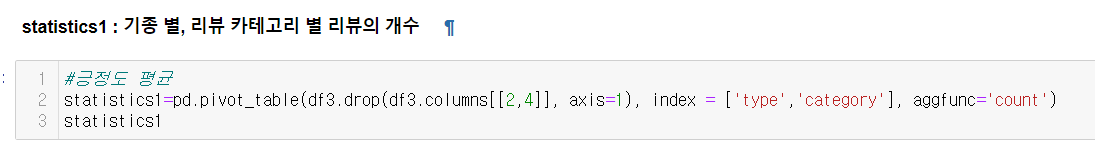 statistics1 : 기종 별, 리뷰 카테고리 별 리뷰의 개수 ¶
:
1 #긍정도 평균
2 statistics1=pd.pivot_table(df3.drop(df3.columns[[2,4]], axis=1), index = ['type','category'], aggfunc='count')
3 statistics1